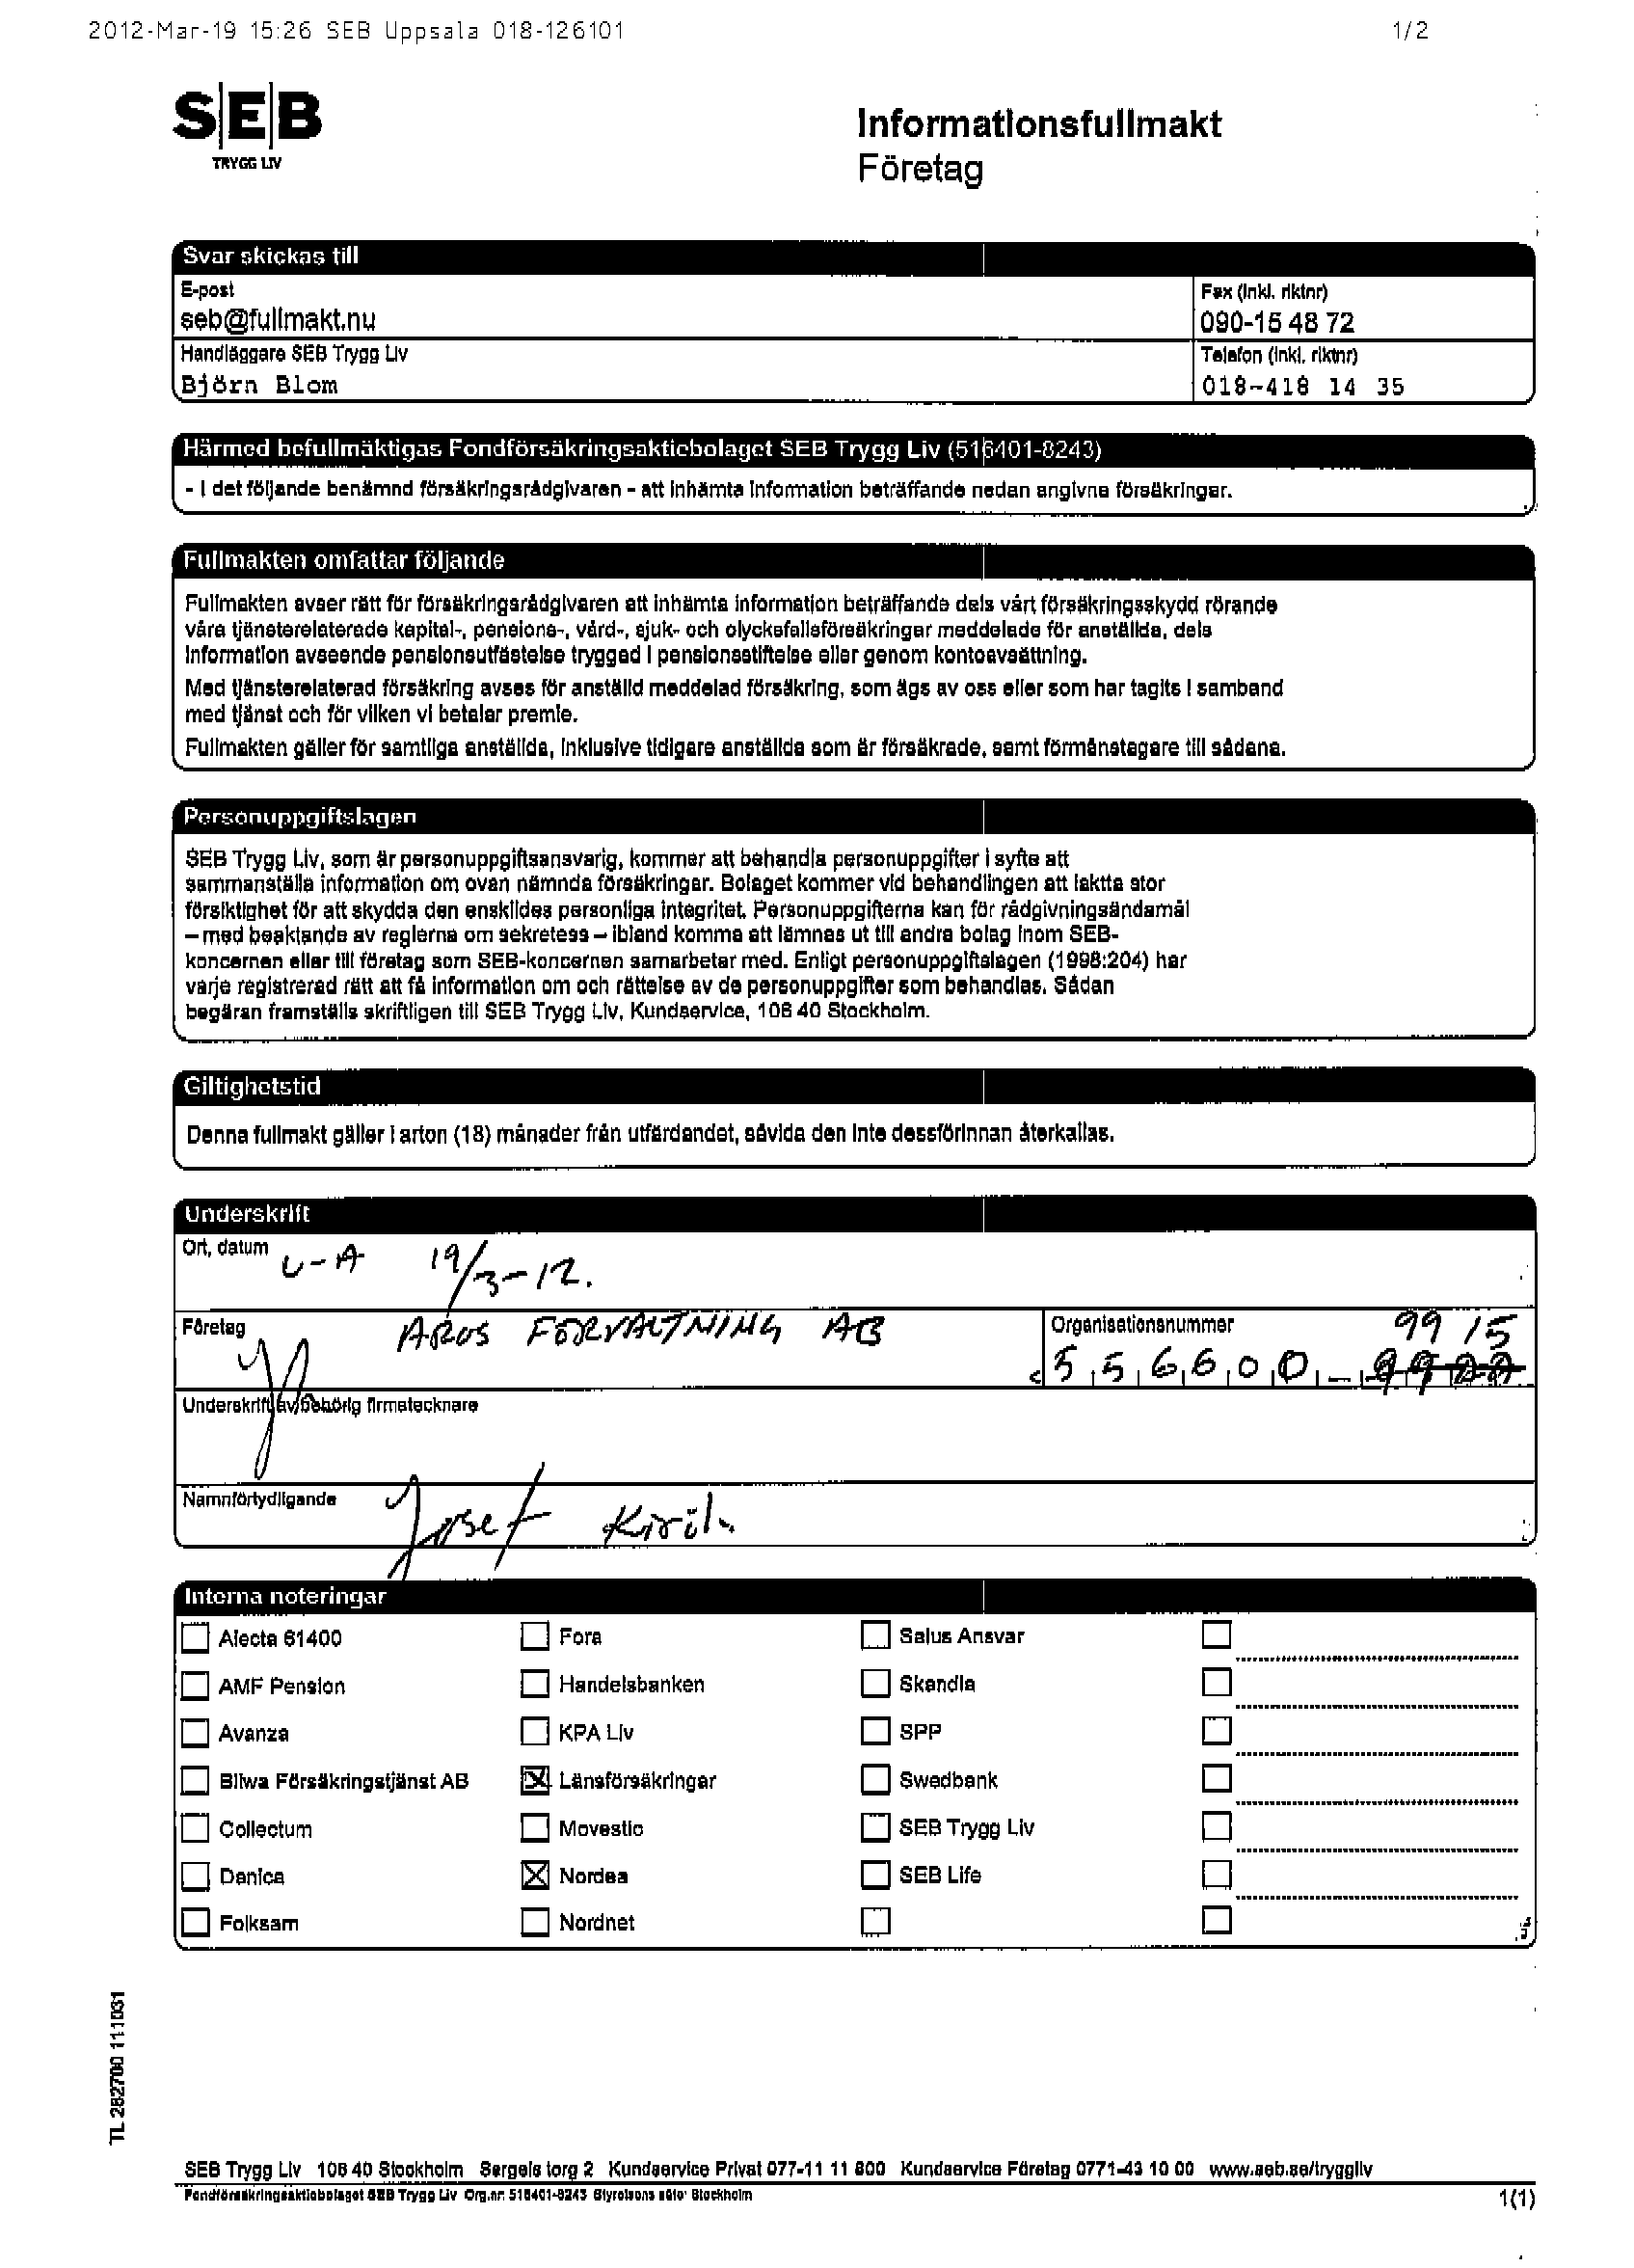 2012-Mar-19 15:26 SEB Uppsala 018-126101 1/2
SEB
TRYGG LIV
Informationsfullmakt
Företag
Svar skickas till
E-post
seb@fullmakt.nu
Fax (inkl. riktnr)
090-15 48 72
Handläggare SEB Trygg Liv
Björn Blom
Telefon (inkl. riktnr)
018-418 14 35
Härmed befullmäktigas Fondförsäkringsaktiebolaget SEB Trygg Liv (516401-8243)
- i det följande benämnd försäkringsrådgivaren - att inhämta information beträffande nedan angivna försäkringar.
Fullmakten omfattar följande
Fullmakten avser rätt för försäkringsrådgivaren att inhämta information beträffande dels vårt försäkringsskydd rörande
våra tjänsterelaterade kapital-, pensions-, vård-, sjuk- och olycksfallsförsäkringar meddelade för anställda, dels
information avseende pensionsutfästelse tryggad i pensionsstiftelse eller genom kontoavsättning.
Med tjänsterelaterad försäkring avses för anställd meddelad försäkring, som ägs av oss eller som har tagits i samband
med tjänst och för vilken vi betalar premie.
Fullmakten gäller för samtliga anställda, inklusive tidigare anställda som är försäkrade, samt förmånstagare till sådana.
Personuppgiftslagen
SEB Trygg Liv, som är personuppgiftsansvarig, kommer att behandla personuppgifter i syfte att
sammanställa information om ovan nämnda försäkringar. Bolaget kommer vid behandlingen att iaktta stor
försiktighet för att skydda den enskildes personliga integritet. Personuppgifterna kan för rådgivningsändamål
– med beaktande av reglerna om sekretess – ibland komma att lämnas ut till andra bolag inom SEB-
koncernen eller till företag som SEB-koncernen samarbetar med. Enligt personuppgiftslagen (1998:204) har
varje registrerad rätt att få information om och rättelse av de personuppgifter som behandlas. Sådan
begäran framställs skriftligen till SEB Trygg Liv, Kundservice, 106 40 Stockholm.
Giltighetstid
Denna fullmakt gäller i arton (18) månader från utfärdandet, såvida den inte dessförinnan återkallas.
Underskrift
Ort, datum
U-A 19/3-12.
Företag
AROS FÖRVALTNING AB
Organisationsnummer
99 15
556600-
Underskrift av behörig firmatecknare
Namnförtydligande
Josef
Interna noteringar
Alecta 61400
Fora
Salus Ansvar
AMF Pension
Handelsbanken
Skandia
Avanza
KPA Liv
SPP
Bliwa Försäkringstjänst AB
Länsförsäkringar
Swedbank
Collectum
Movestic
SEB Trygg Liv
Danica
Nordea
SEB Life
Folksam
Nordnet
TL 282700 111031
SEB Trygg Liv 106 40 Stockholm Sergels torg 2 Kundservice Privat 077-11 11 800 Kundservice Företag 0771-43 10 00 www.seb.se/tryggliv
Fondförsäkringsaktiebolaget SEB Trygg Liv Org.nr: 516401-8243 Styrelsens säte: Stockholm
1(1)